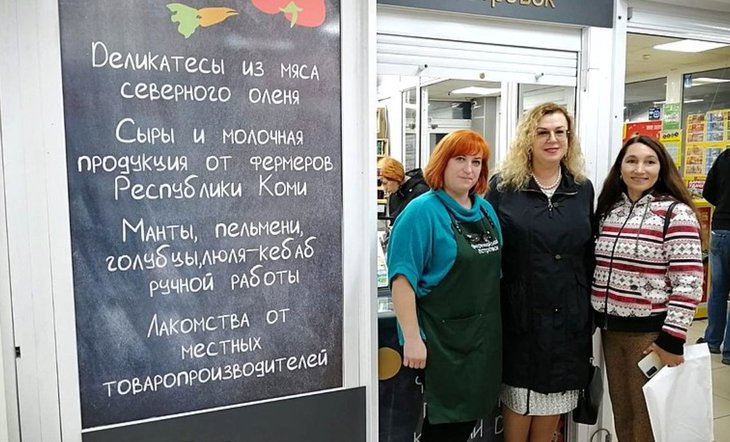 Деликатесы из мяса
северного оленя
Сыры и молочная
продукция от фермеров
Республики Коми
Манты, пельмени,
голубцы,люля-кебаб
ручной работы
Лакомства от
местных
товаропроизводителей
островок